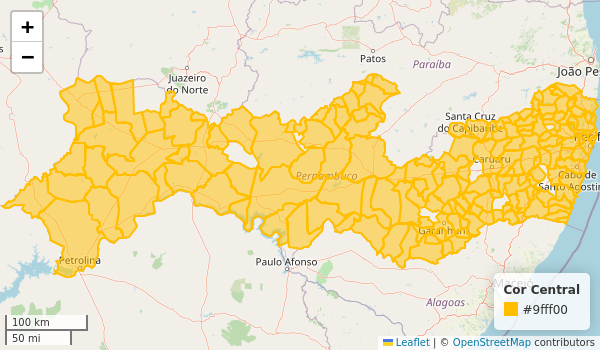 +
−
Patos
Paraíba
Juazeiro
do Norte
João Pe
Santa Cruz
do Capibaribe
Caruaru
Pernambuco
Cabo de
Santo Agostin
Garanhuns
Petrolina
Paulo Afonso
Maceió
Alagoas
Cor Central
#9fff00
100 km
50 mi
Leaflet | © OpenStreetMap contributors